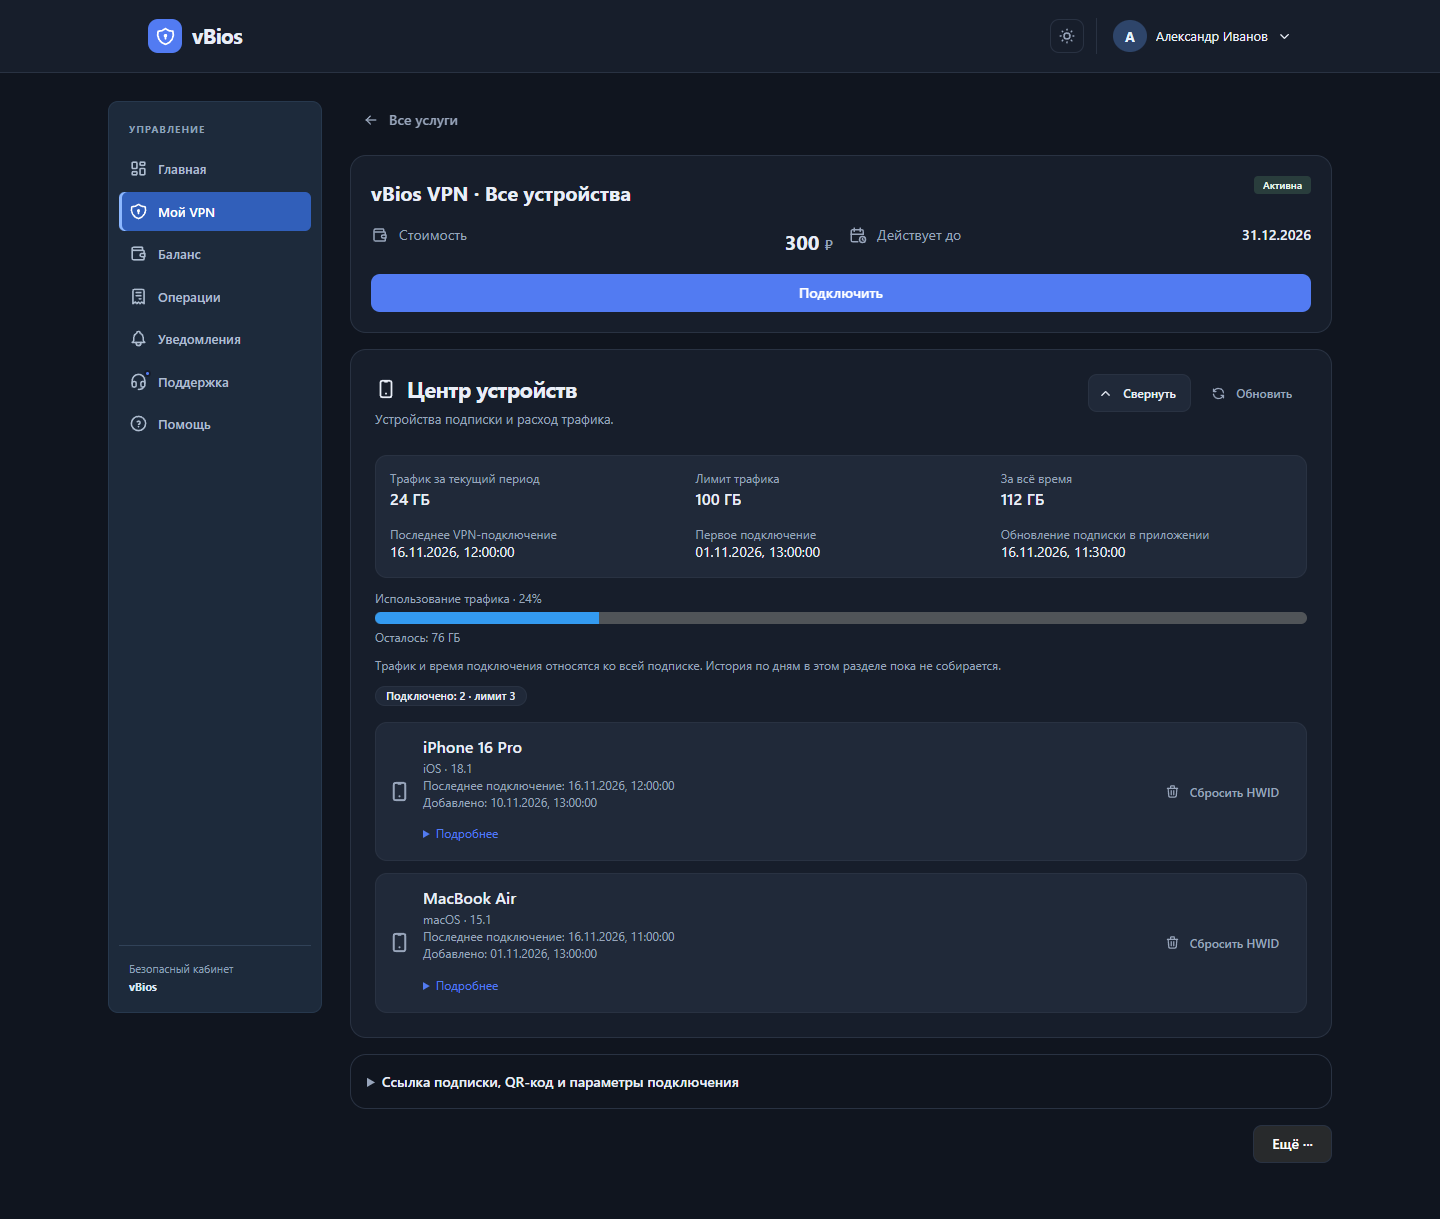 vBios
А
Александр Иванов
УПРАВЛЕНИЕ
Главная
Мой VPN
Баланс
Операции
Уведомления
Поддержка
Помощь
Безопасный кабинет
vBios
Все услуги
vBios VPN · Все устройства
Активна
Стоимость
300 ₽
Действует до
31.12.2026
Подключить
Центр устройств
Устройства подписки и расход трафика.
Свернуть
Обновить
Трафик за текущий период
24 ГБ
Лимит трафика
100 ГБ
За всё время
112 ГБ
Последнее VPN-подключение
16.11.2026, 12:00:00
Первое подключение
01.11.2026, 13:00:00
Обновление подписки в приложении
16.11.2026, 11:30:00
Использование трафика · 24%
Осталось: 76 ГБ
Трафик и время подключения относятся ко всей подписке. История по дням в этом разделе пока не собирается.
Подключено: 2 · лимит 3
iPhone 16 Pro
iOS · 18.1
Последнее подключение: 16.11.2026, 12:00:00
Добавлено: 10.11.2026, 13:00:00
Подробнее
Сбросить HWID
MacBook Air
macOS · 15.1
Последнее подключение: 16.11.2026, 11:00:00
Добавлено: 01.11.2026, 13:00:00
Подробнее
Сбросить HWID
Ссылка подписки, QR-код и параметры подключения
Ещё ···